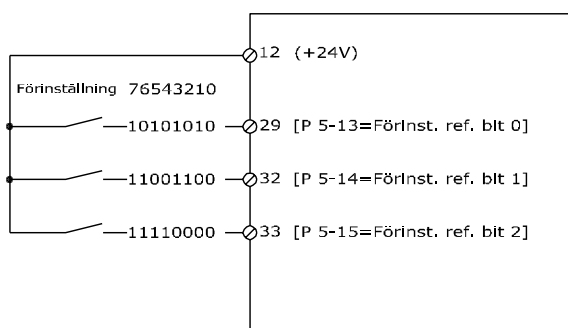 12 (+24V)
Förinställning 76543210
10101010 29 [P 5-13=Förinst. ref. bit 0]
11001100 32 [P 5-14=Förinst. ref. bit 1]
11110000 33 [P 5-15=Förinst. ref. bit 2]